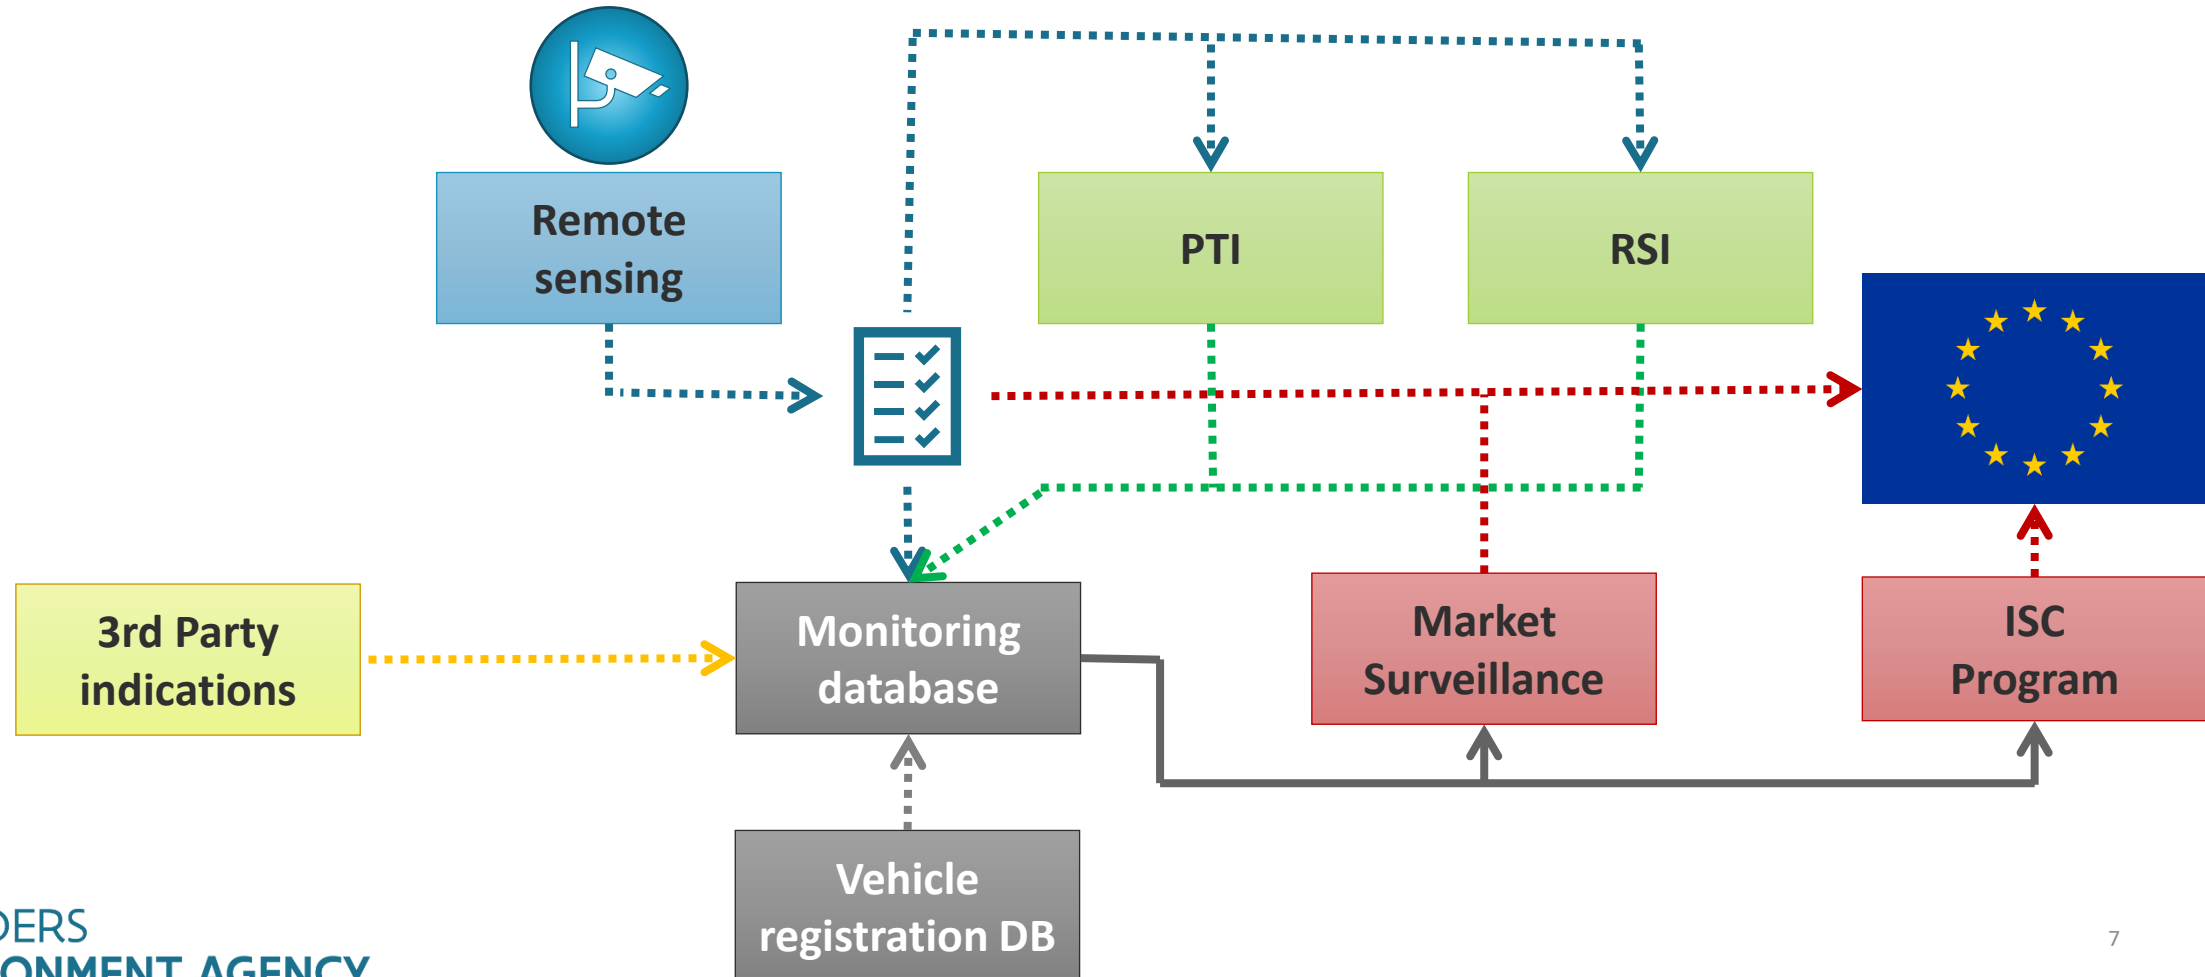 Remote
sensing
PTI
RSI
3rd Party
indications
Monitoring
database
Market
Surveillance
ISC
Program
Vehicle
registration DB
DERS
ONMENT AGENCY
7